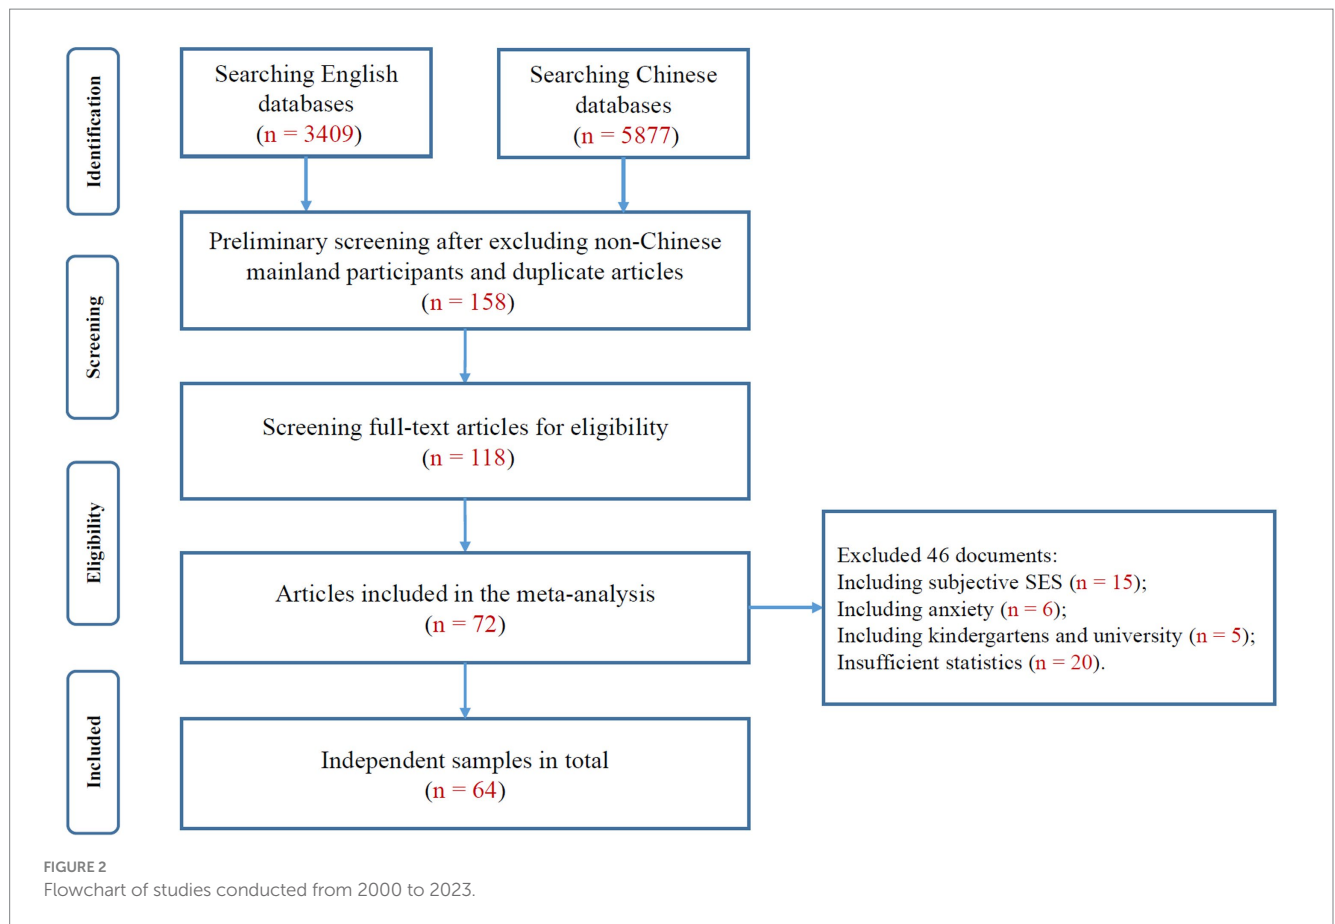 Identification
Searching English
databases
(n = 3409)
Searching Chinese
databases
(n = 5877)
Screening
Preliminary screening after excluding non-Chinese
mainland participants and duplicate articles
(n = 158)
Screening full-text articles for eligibility
(n = 118)
Eligibility
Articles included in the meta-analysis
(n = 72)
Excluded 46 documents:
Including subjective SES (n = 15);
Including anxiety (n = 6);
Including kindergartens and university (n = 5);
Insufficient statistics (n = 20).
Included
Independent samples in total
(n = 64)
FIGURE 2
Flowchart of studies conducted from 2000 to 2023.